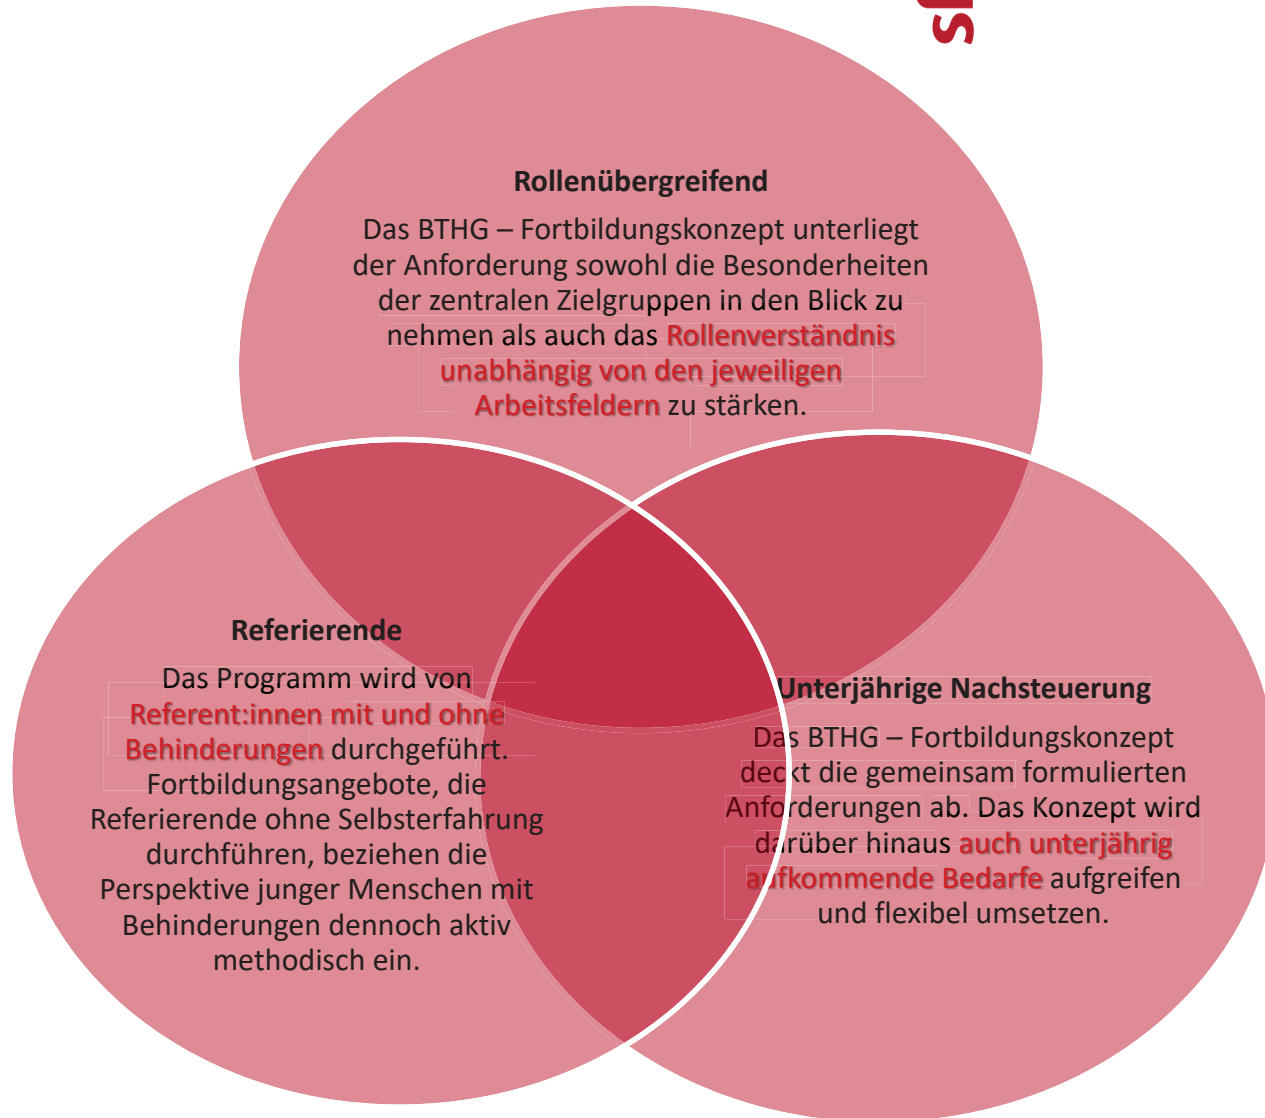 Rollenübergreifend
Das BTHG – Fortbildungskonzept unterliegt
der Anforderung sowohl die Besonderheiten
der zentralen Zielgruppen in den Blick zu
nehmen als auch das Rollenverständnis
unabhängig von den jeweiligen
Arbeitsfeldern zu stärken.
Referierende
Das Programm wird von
Referent:innen mit und ohne
Behinderungen durchgeführt.
Fortbildungsangebote, die
Referierende ohne Selbsterfahrung
durchführen, beziehen die
Perspektive junger Menschen mit
Behinderungen dennoch aktiv
methodisch ein.
Unterjährige Nachsteuerung
Das BTHG – Fortbildungskonzept
deckt die gemeinsam formulierten
Anforderungen ab. Das Konzept wird
darüber hinaus auch unterjährig
aufkommende Bedarfe aufgreifen
und flexibel umsetzen.